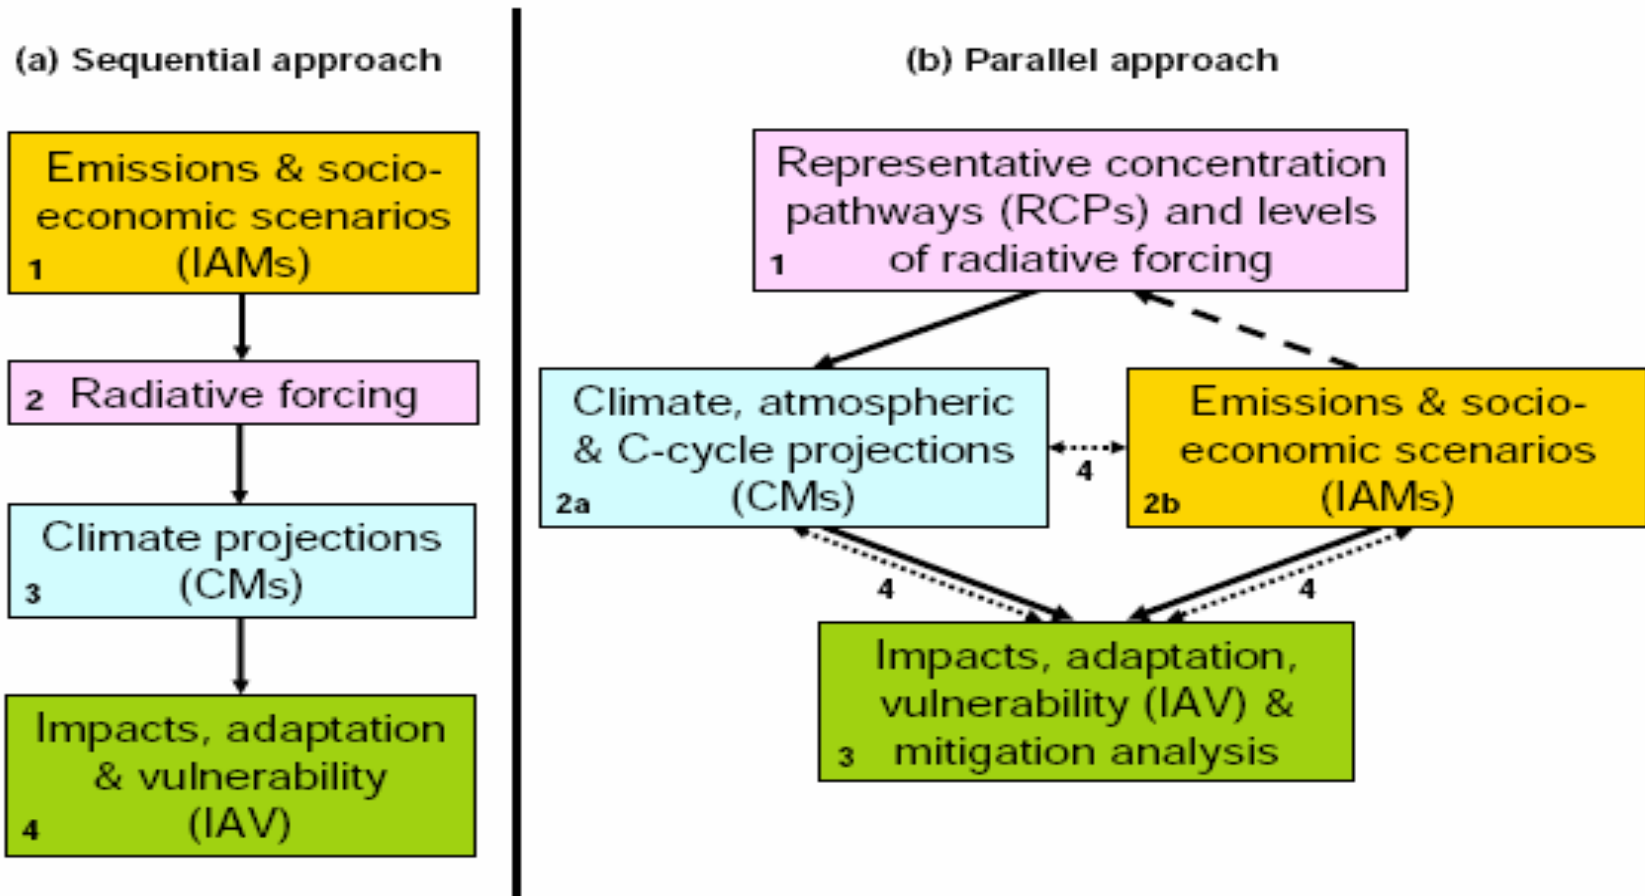 (a) Sequential approach
Emissions & socio-
economic scenarios
(IAMs)
1
2 Radiative forcing
Climate projections
(CMs)
3
Impacts, adaptation
& vulnerability
(IAV)
4
(b) Parallel approach
Representative concentration
pathways (RCPs) and levels
of radiative forcing
1
Climate, atmospheric
& C-cycle projections
(CMs)
2a
4
Emissions & socio-
economic scenarios
(IAMs)
2b
4
4
Impacts, adaptation,
vulnerability (IAV) &
mitigation analysis
3